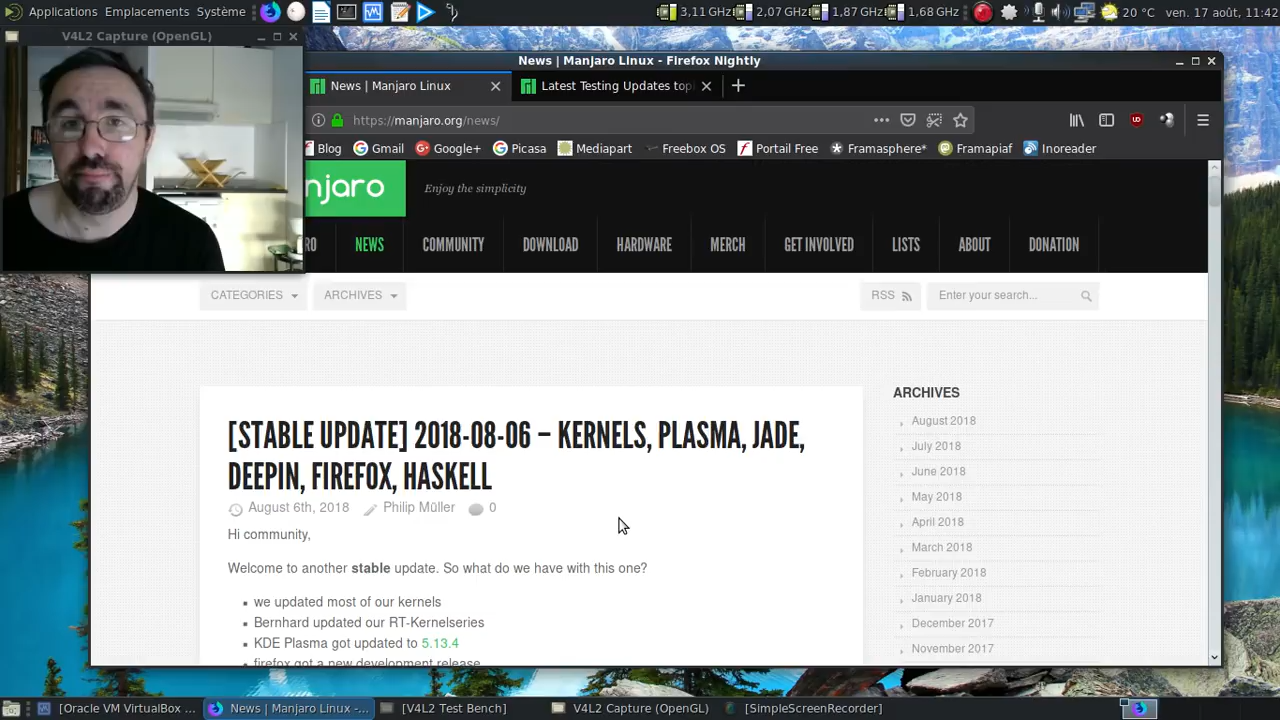 Applications Emplacements Système 3,11 GHz 2,07 GHz 1,87 GHz 1,68 GHz 20 °C ven. 17 août, 11:42
V4L2 Capture (OpenGL)
News | Manjaro Linux - Firefox Nightly
News | Manjaro Linux
Latest Testing Updates top
https://manjaro.org/news/
Blog Gmail Google+ Picasa Mediapart Freebox OS Portail Free Framasphere* Framapiaf Inoreader
njaro Enjoy the simplicity
RO NEWS COMMUNITY DOWNLOAD HARDWARE MERCH GET INVOLVED LISTS ABOUT DONATION
CATEGORIES ARCHIVES RSS Enter your search...
[STABLE UPDATE] 2018-08-06 – KERNELS, PLASMA, JADE,
DEEPIN, FIREFOX, HASKELL
August 6th, 2018 Philip Müller 0
Hi community,
Welcome to another stable update. So what do we have with this one?
we updated most of our kernels
Bernhard updated our RT-Kernelseries
KDE Plasma got updated to 5.13.4
firefox got a new development release
ARCHIVES
August 2018
July 2018
June 2018
May 2018
April 2018
March 2018
February 2018
January 2018
December 2017
November 2017
[Oracle VM VirtualBox ... News | Manjaro Linux -... [V4L2 Test Bench] V4L2 Capture (OpenGL) [SimpleScreenRecorder]